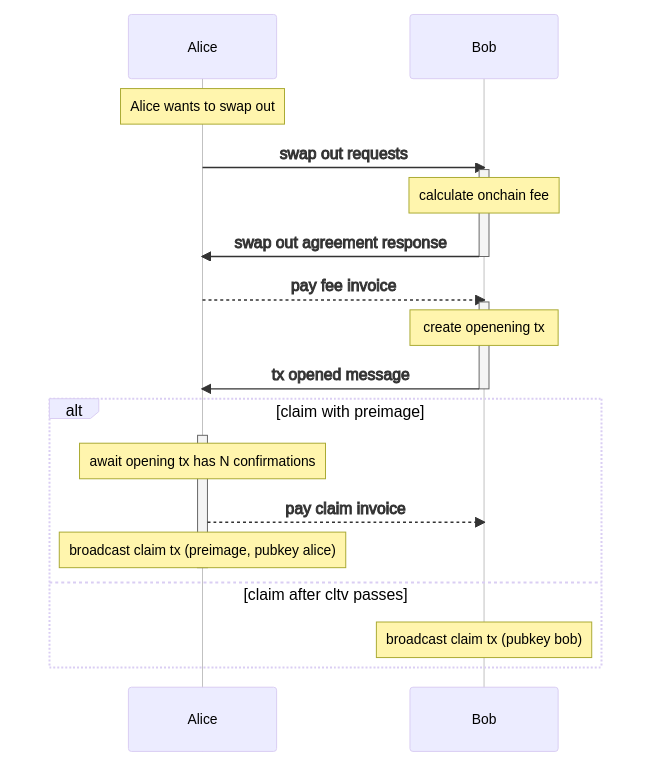 Alice
Bob
Alice wants to swap out
swap out requests
calculate onchain fee
swap out agreement response
pay fee invoice
create openening tx
tx opened message
alt
[claim with preimage]
await opening tx has N confirmations
pay claim invoice
broadcast claim tx (preimage, pubkey alice)
[claim after cltv passes]
broadcast claim tx (pubkey bob)
Alice
Bob